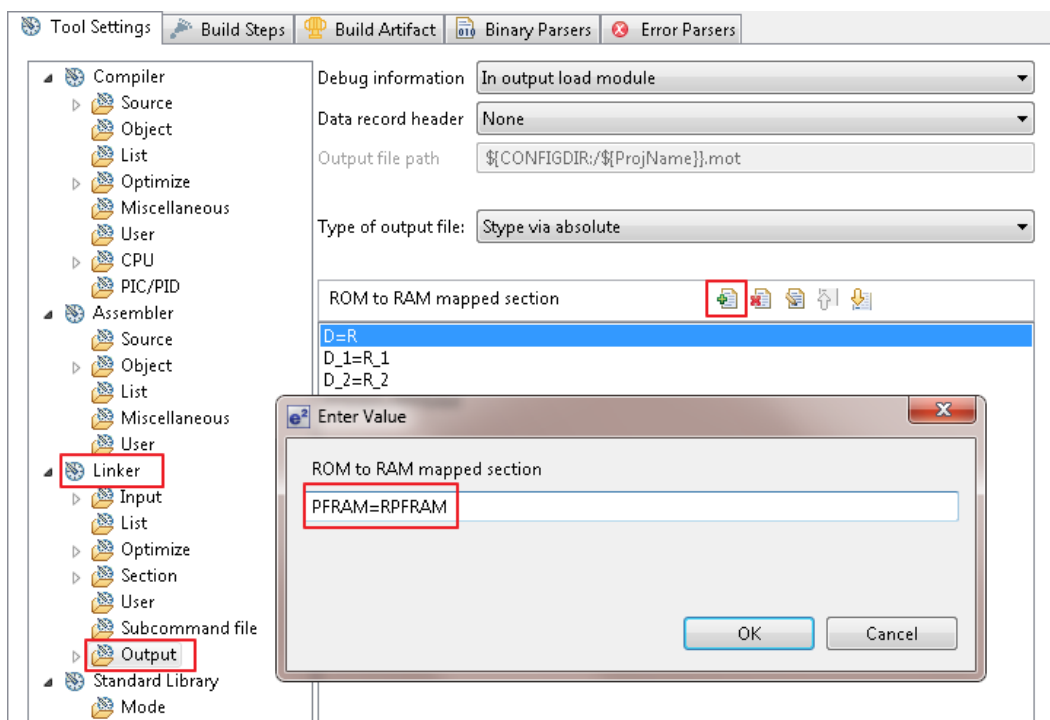 Tool Settings Build Steps Build Artifact Binary Parsers Error Parsers
Compiler
Source
Object
List
Optimize
Miscellaneous
User
CPU
PIC/PID
Assembler
Source
Object
List
Miscellaneous
User
Linker
Input
List
Optimize
Section
User
Subcommand file
Output
Standard Library
Mode
Debug information In output load module
Data record header None
Output file path ${CONFIGDIR:/${ProjName}}.mot
Type of output file: Stype via absolute
ROM to RAM mapped section
D=R
D_1=R_1
D_2=R_2
e² Enter Value
ROM to RAM mapped section
PFRAM=RPFRAM
OK Cancel